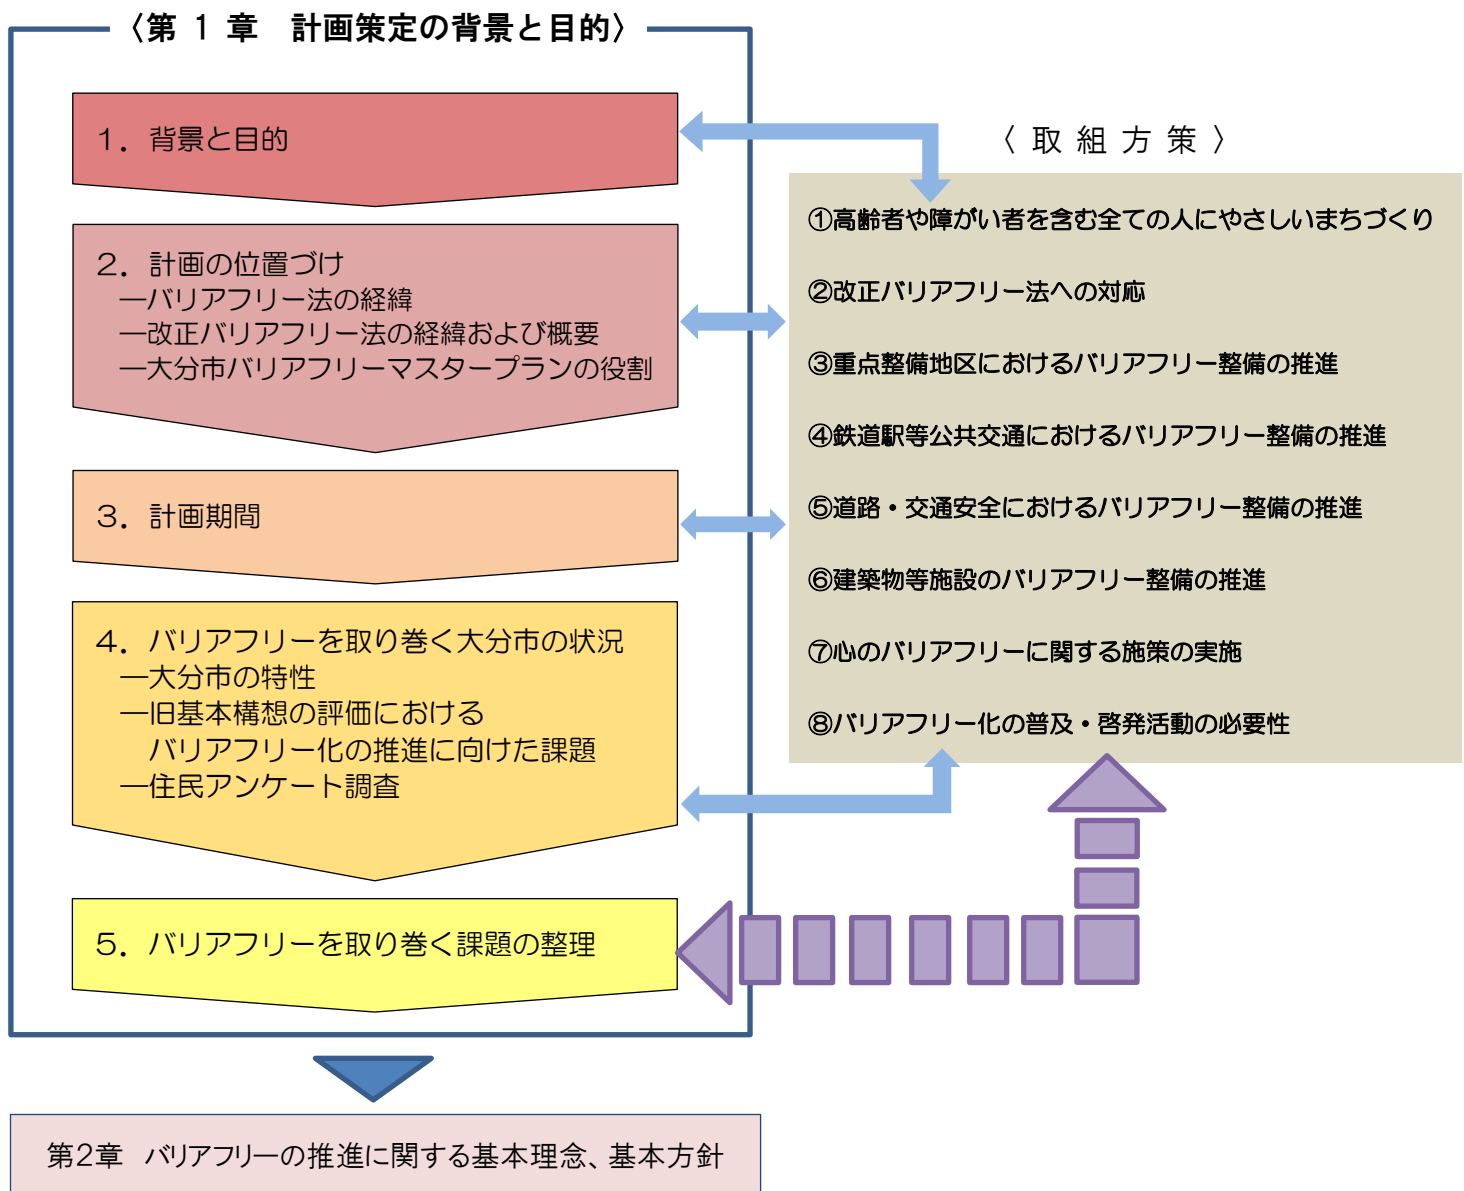 〈第 1 章　計画策定の背景と目的〉
1．背景と目的
2．計画の位置づけ
―バリアフリー法の経緯
―改正バリアフリー法の経緯および概要
―大分市バリアフリーマスタープランの役割
3．計画期間
4．バリアフリーを取り巻く大分市の状況
―大分市の特性
―旧基本構想の評価における
バリアフリー化の推進に向けた課題
―住民アンケート調査
5．バリアフリーを取り巻く課題の整理
〈 取 組 方 策 〉
①高齢者や障がい者を含む全ての人にやさしいまちづくり
②改正バリアフリー法への対応
③重点整備地区におけるバリアフリー整備の推進
④鉄道駅等公共交通におけるバリアフリー整備の推進
⑤道路・交通安全におけるバリアフリー整備の推進
⑥建築物等施設のバリアフリー整備の推進
⑦心のバリアフリーに関する施策の実施
⑧バリアフリー化の普及・啓発活動の必要性
第2章　バリアフリーの推進に関する基本理念、基本方針